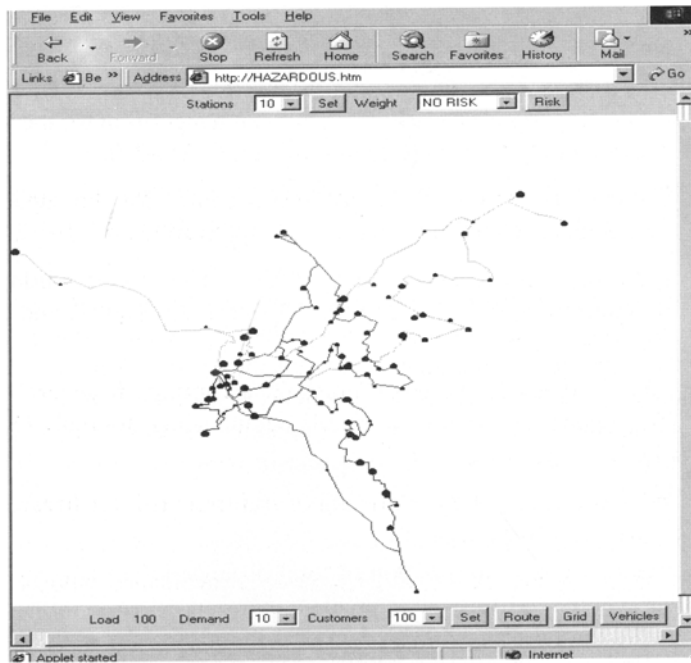 File Edit View Favorites Tools Help
Back Forward Stop Refresh Home Search Favorites History Mail »
Links Be » Address http://HAZARDOUS.htm Go
Stations 10 Set Weight NO RISK Risk
Load 100 Demand 10 Customers 100 Set Route Grid Vehicles
Applet started Internet